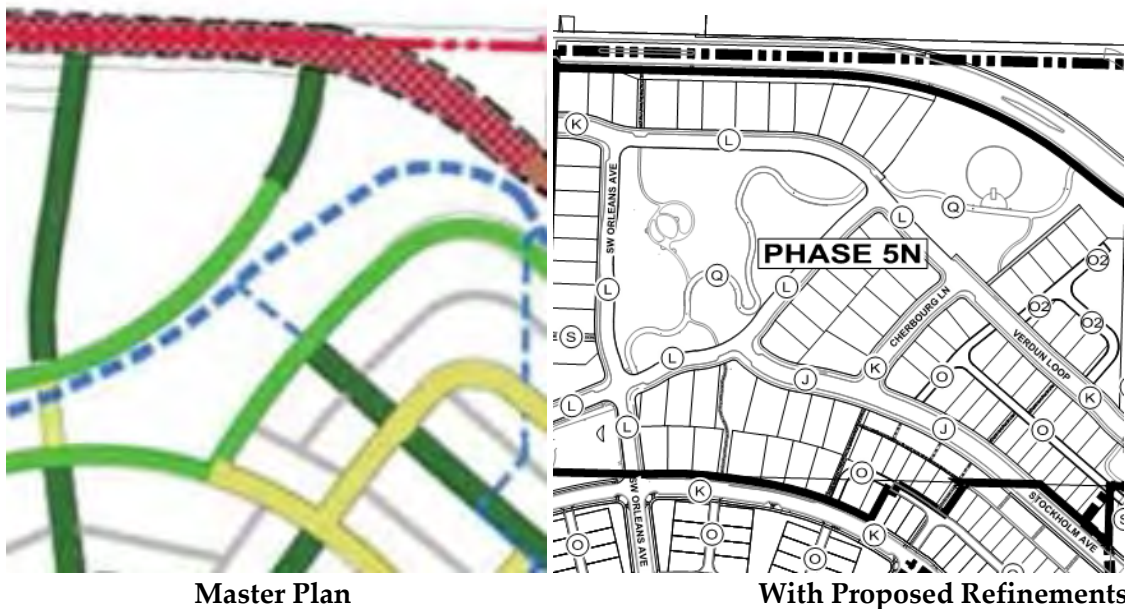 K
L
L
Q
SW ORLEANS AVE
PHASE 5N
O2
Q
L
L
O2
O2
CHERBOURG LN
S
L
VERDUN LOOP
J
K
O
K
L
L
J
O
O
K
SW ORLEANS AVE
STOCKHOLM AVE
S
K
O
O
O
O
Master Plan
With Proposed Refinements